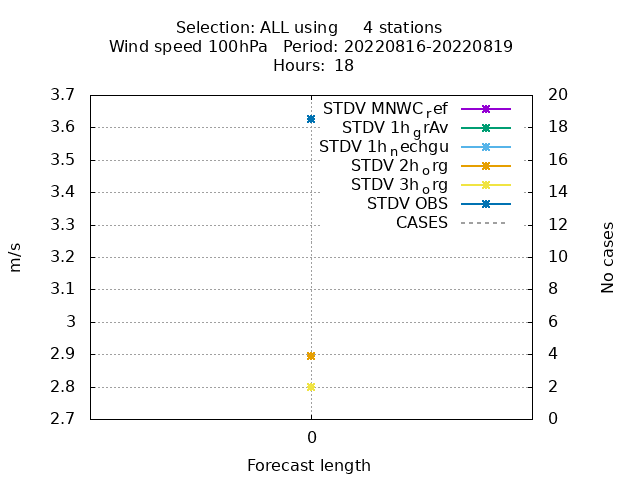 Selection: ALL using 4 stations
Wind speed 100hPa Period: 20220816-20220819
Hours: 18
3.7
3.6
3.5
3.4
3.3
3.2
3.1
3
2.9
2.8
2.7
m/s
STDV MNWC_ref
STDV 1h_grAv
STDV 1h_nechgu
STDV 2h_org
STDV 3h_org
STDV OBS
CASES
20
18
16
14
12
10
8
6
4
2
0
No cases
0
Forecast length